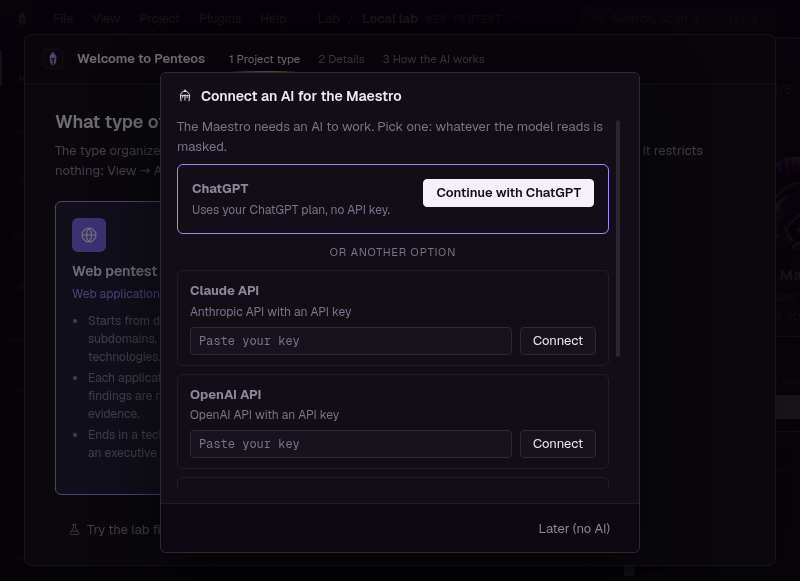 File View Project Plugins Help Lab / Local lab WEB PENTEST Search, scan a… Ctrl K
Welcome to Penteos 1 Project type 2 Details 3 How the AI works
Connect an AI for the Maestro
The Maestro needs an AI to work. Pick one: whatever the model reads is
masked.
ChatGPT
Uses your ChatGPT plan, no API key.
Continue with ChatGPT
OR ANOTHER OPTION
Claude API
Anthropic API with an API key
Paste your key Connect
OpenAI API
OpenAI API with an API key
Paste your key Connect
Later (no AI)
What type o
The type organize It restricts
nothing: View → A
Web pentest
Web application
Starts from d
subdomains,
technologies.
Each applicat
findings are r
evidence.
Ends in a tec
an executive
Try the lab fi